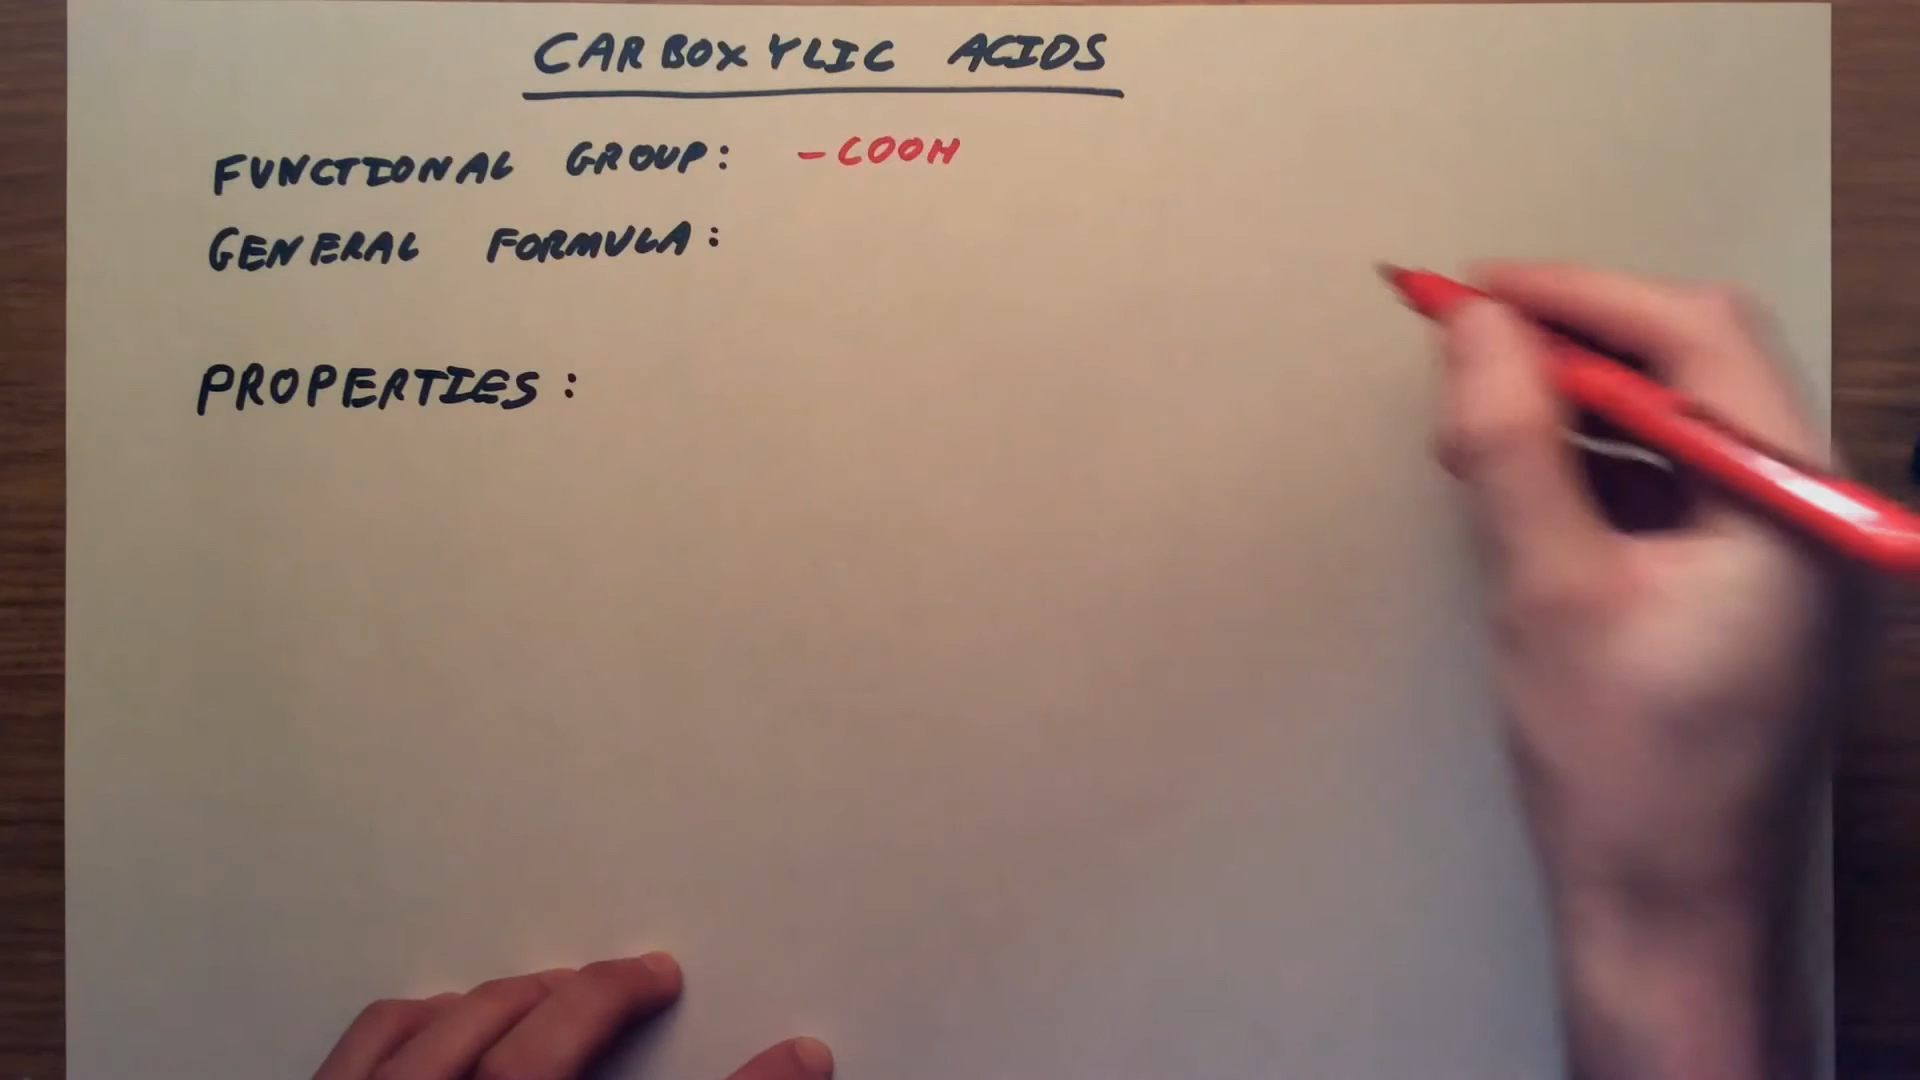 CARBOXYLIC ACIDS
FUNCTIONAL GROUP: -COOH
GENERAL FORMULA:
PROPERTIES: